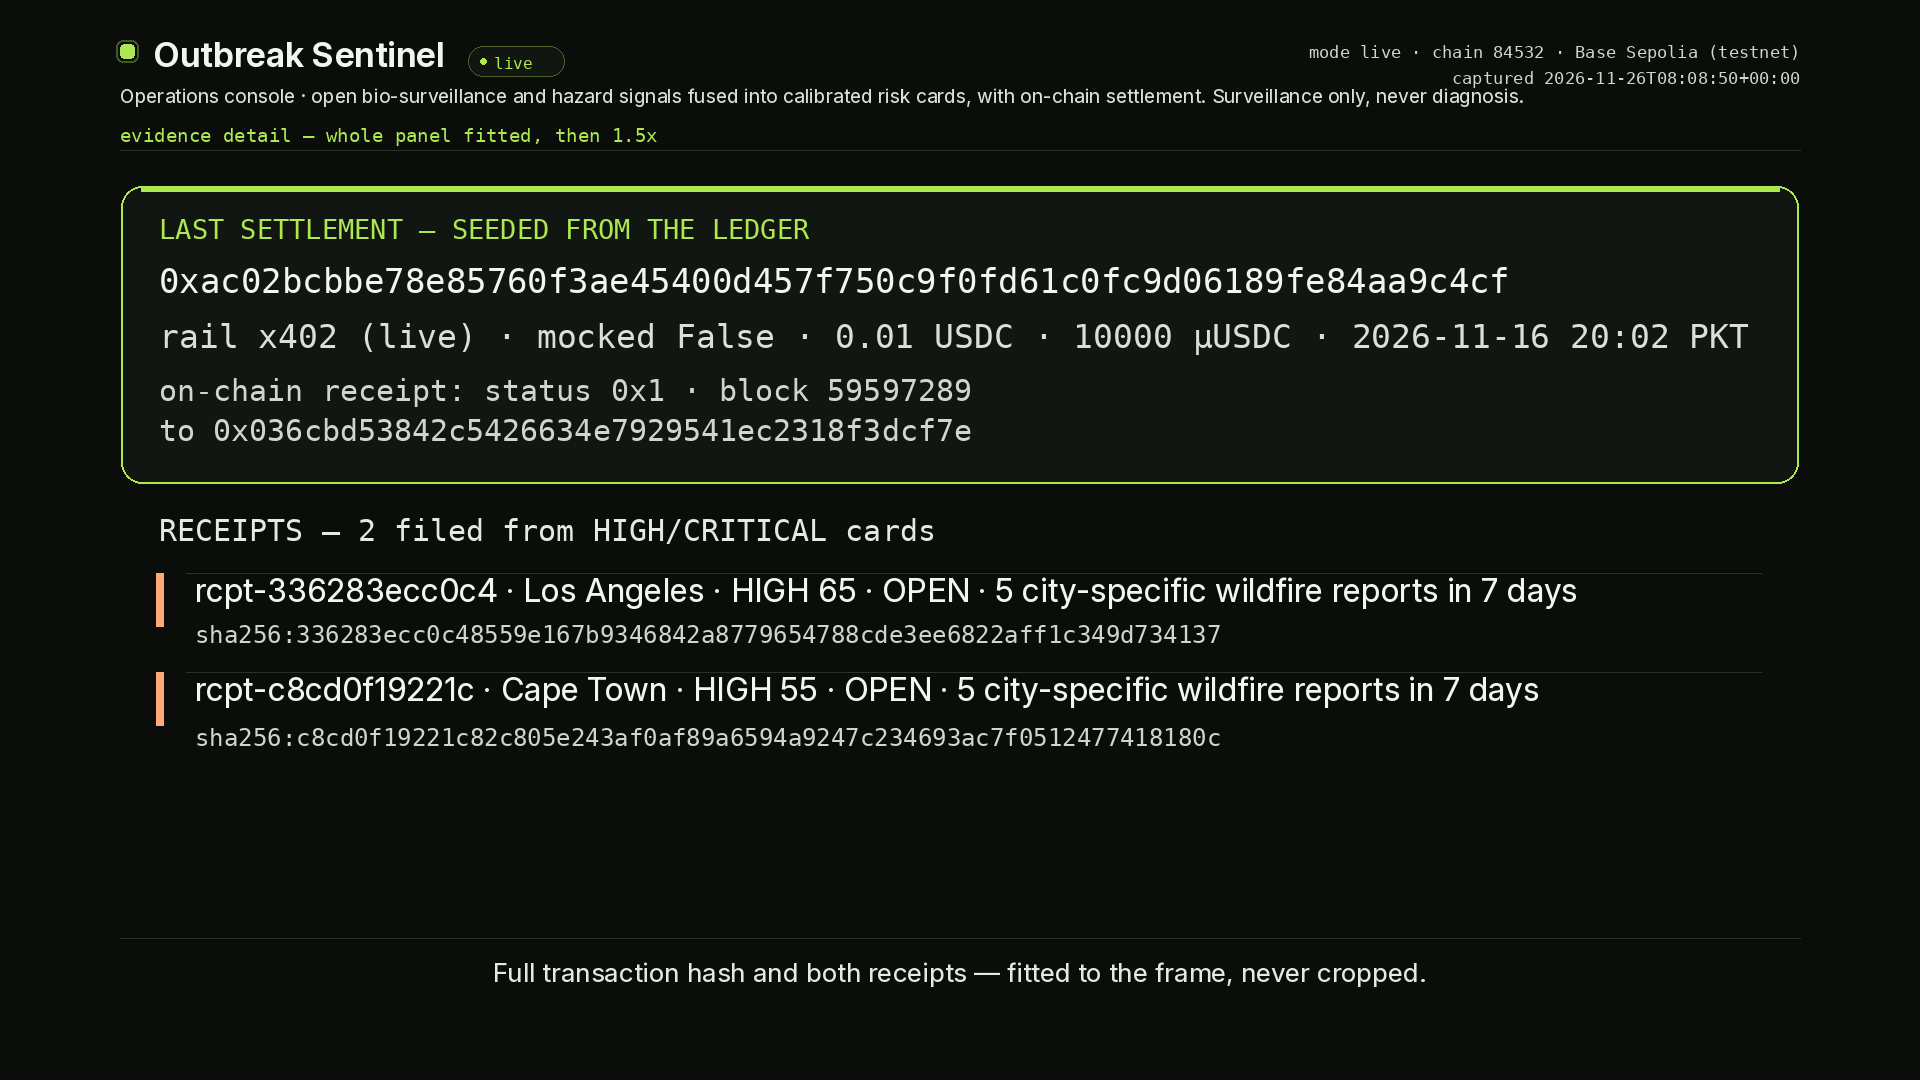 Outbreak Sentinel
live
mode live · chain 84532 · Base Sepolia (testnet)
captured 2026-11-26T08:08:50+00:00
Operations console · open bio-surveillance and hazard signals fused into calibrated risk cards, with on-chain settlement. Surveillance only, never diagnosis.
evidence detail — whole panel fitted, then 1.5x
LAST SETTLEMENT — SEEDED FROM THE LEDGER
0xac02bcbbe78e85760f3ae45400d457f750c9f0fd61c0fc9d06189fe84aa9c4cf
rail x402 (live) · mocked False · 0.01 USDC · 10000 µUSDC · 2026-11-16 20:02 PKT
on-chain receipt: status 0x1 · block 59597289
to 0x036cbd53842c5426634e7929541ec2318f3dcf7e
RECEIPTS — 2 filed from HIGH/CRITICAL cards
rcpt-336283ecc0c4 · Los Angeles · HIGH 65 · OPEN · 5 city-specific wildfire reports in 7 days
sha256:336283ecc0c48559e167b9346842a8779654788cde3ee6822aff1c349d734137
rcpt-c8cd0f19221c · Cape Town · HIGH 55 · OPEN · 5 city-specific wildfire reports in 7 days
sha256:c8cd0f19221c82c805e243af0af89a6594a9247c234693ac7f0512477418180c
Full transaction hash and both receipts — fitted to the frame, never cropped.